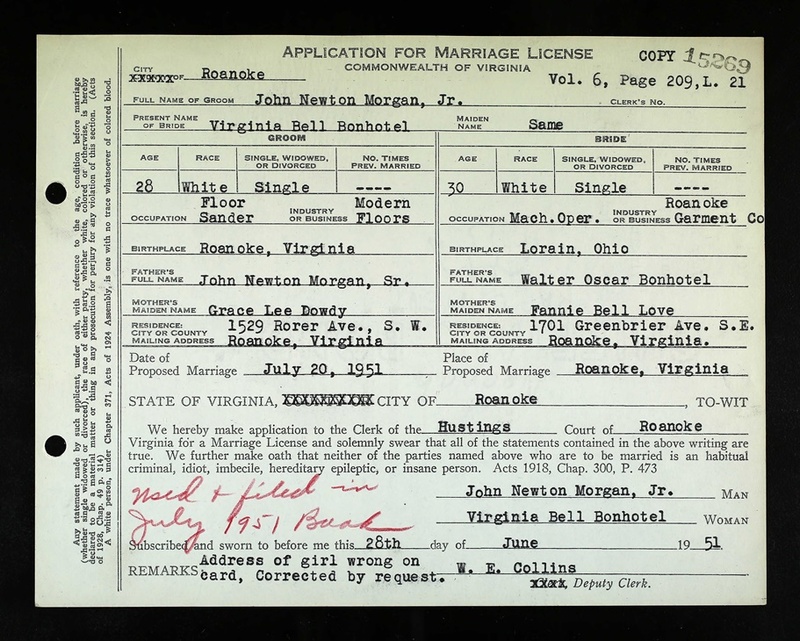 APPLICATION FOR MARRIAGE LICENSE COPY 15269
COMMONWEALTH OF VIRGINIA
CITY XXXXX OF Roanoke Vol. 6, Page 209, L. 21
FULL NAME OF GROOM John Newton Morgan, Jr. CLERK'S NO.
PRESENT NAME OF BRIDE Virginia Bell Bonhotel MAIDEN NAME Same
GROOM BRIDE
AGE RACE SINGLE, WIDOWED, OR DIVORCED NO. TIMES PREV. MARRIED AGE RACE SINGLE, WIDOWED, OR DIVORCED NO. TIMES PREV. MARRIED
28 White Single ---- 30 White Single ----
OCCUPATION Floor Sander INDUSTRY OR BUSINESS Modern Floors OCCUPATION Mach.Oper. INDUSTRY OR BUSINESS Roanoke Garment Co
BIRTHPLACE Roanoke, Virginia BIRTHPLACE Lorain, Ohio
FATHER'S FULL NAME John Newton Morgan, Sr. FATHER'S FULL NAME Walter Oscar Bonhotel
MOTHER'S MAIDEN NAME Grace Lee Dowdy MOTHER'S MAIDEN NAME Fannie Bell Love
RESIDENCE: CITY OR COUNTY 1529 Rorer Ave., S. W. RESIDENCE: CITY OR COUNTY 1701 Greenbrier Ave. S.E.
MAILING ADDRESS Roanoke, Virginia MAILING ADDRESS Roanoke, Virginia.
Date of Proposed Marriage July 20, 1951 Place of Proposed Marriage Roanoke, Virginia
STATE OF VIRGINIA, XXXXXXXXXX CITY OF Roanoke, TO-WIT
We hereby make application to the Clerk of the Hustings Court of Roanoke
Virginia for a Marriage License and solemnly swear that all of the statements contained in the above writing are
true. We further make oath that neither of the parties named above who are to be married is an habitual
criminal, idiot, imbecile, hereditary epileptic, or insane person. Acts 1918, Chap. 300, P. 473
used & filed in
July 1951 Book
John Newton Morgan, Jr. MAN
Virginia Bell Bonhotel WOMAN
Subscribed and sworn to before me this 28th day of June 19 51.
REMARKS: Address of girl wrong on
card, Corrected by request.
W. E. Collins
XXXX, Deputy Clerk.
Any statement made by such applicant, under oath, with reference to the age, condition before marriage
(whether single widowed or divorced), the race of either party, whether white, colored or otherwise, is hereby
declared to be a material matter or thing in any prosecution for perjury for any violation of this section. (Acts
of 1928, Chap. 49 p. 314)
A white person, under Chapter 371, Acts of 1924 Assembly, is one with no trace whatsoever of colored blood.